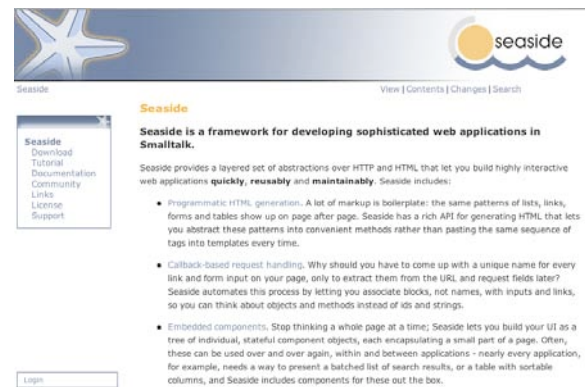 seaside
Seaside
View | Contents | Changes | Search
Seaside
Download
Tutorial
Documentation
Community
Links
License
Support
Login
Seaside
Seaside is a framework for developing sophisticated web applications in
Smalltalk.
Seaside provides a layered set of abstractions over HTTP and HTML that let you build highly interactive
web applications quickly, reusably and maintainably. Seaside includes:
• Programmatic HTML generation. A lot of markup is boilerplate: the same patterns of lists, links,
forms and tables show up on page after page. Seaside has a rich API for generating HTML that lets
you abstract these patterns into convenient methods rather than pasting the same sequence of
tags into templates every time.
• Callback-based request handling. Why should you have to come up with a unique name for every
link and form input on your page, only to extract them from the URL and request fields later?
Seaside automates this process by letting you associate blocks, not names, with inputs and links,
so you can think about objects and methods instead of ids and strings.
• Embedded components. Stop thinking a whole page at a time; Seaside lets you build your UI as a
tree of individual, stateful component objects, each encapsulating a small part of a page. Often,
these can be used over and over again, within and between applications - nearly every application,
for example, needs a way to present a batched list of search results, or a table with sortable
columns, and Seaside includes components for these out the box.